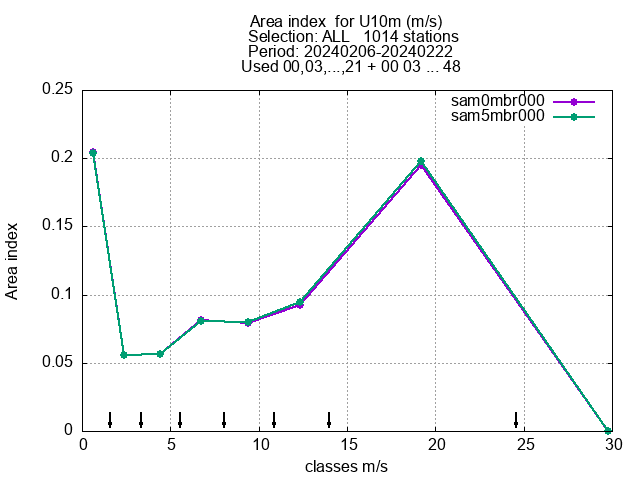 Area index  for U10m (m/s)
Selection: ALL   1014 stations
Period: 20240206-20240222
Used 00,03,...,21 + 00 03 ... 48
sam0mbr000
sam5mbr000
0.25
0.2
0.15
0.1
0.05
0
Area index
0 5 10 15 20 25 30
classes m/s